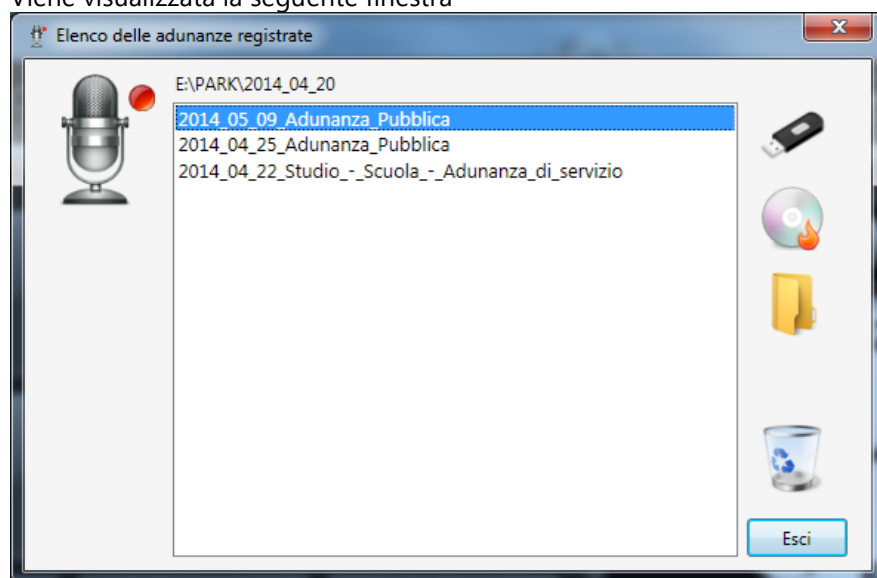 Viene visualizzata la seguente finestra
Elenco delle adunanze registrate
E:\PARK\2014_04_20
2014_05_09_Adunanza_Pubblica
2014_04_25_Adunanza_Pubblica
2014_04_22_Studio_-_Scuola_-_Adunanza_di_servizio
Esci